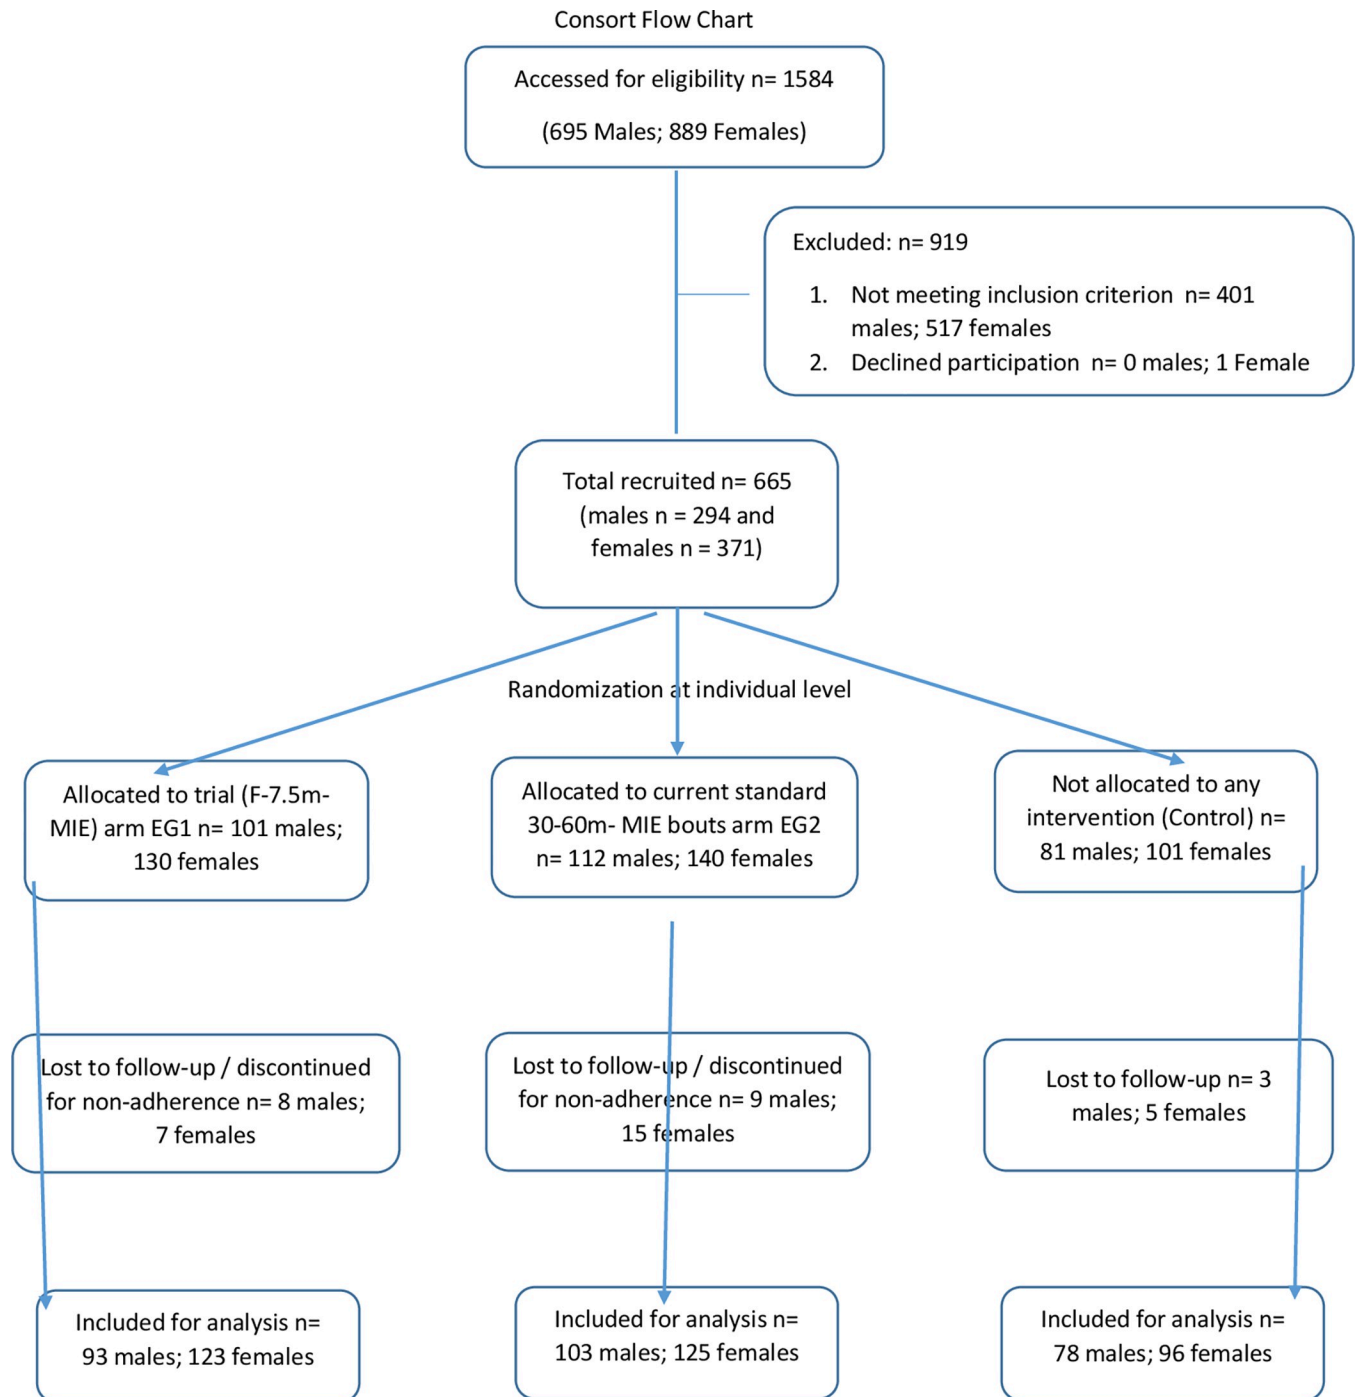 Consort Flow Chart
Accessed for eligibility n= 1584
(695 Males; 889 Females)
Excluded: n= 919
1. Not meeting inclusion criterion n= 401
males; 517 females
2. Declined participation n= 0 males; 1 Female
Total recruited n= 665
(males n = 294 and
females n = 371)
Randomization at individual level
Allocated to trial (F-7.5m-
MIE) arm EG1 n= 101 males;
130 females
Allocated to current standard
30-60m- MIE bouts arm EG2
n= 112 males; 140 females
Not allocated to any
intervention (Control) n=
81 males; 101 females
Lost to follow-up / discontinued
for non-adherence n= 8 males;
7 females
Lost to follow-up / discontinued
for non-adherence n= 9 males;
15 females
Lost to follow-up n= 3
males; 5 females
Included for analysis n=
93 males; 123 females
Included for analysis n=
103 males; 125 females
Included for analysis n=
78 males; 96 females